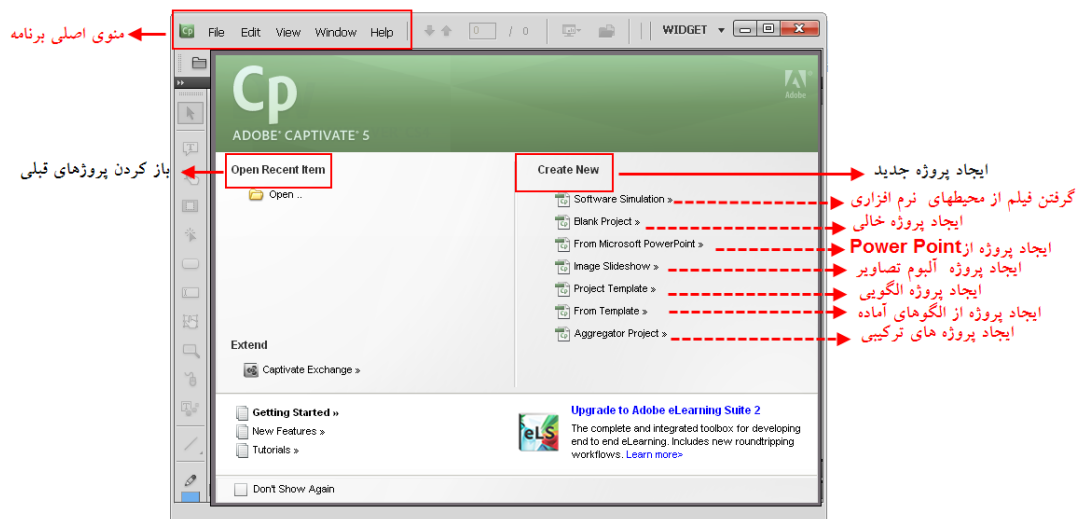 منوی اصلی برنامه
Cp File Edit View Window Help 0 / 0 WIDGET
Cp
Adobe
ADOBE® CAPTIVATE® 5
باز کردن پروژهای قبلی
Open Recent Item
Open ..
Create New
ایجاد پروژه جدید
Software Simulation »
گرفتن فیلم از محیطهای نرم افزاری
Blank Project »
ایجاد پروژه خالی
From Microsoft PowerPoint »
ایجاد پروژه از Power Point
Image Slideshow »
ایجاد پروژه آلبوم تصاویر
Project Template »
ایجاد پروژه الگویی
From Template »
ایجاد پروژه از الگوهای آماده
Aggregator Project »
ایجاد پروژه های ترکیبی
Extend
Captivate Exchange »
Getting Started »
New Features »
Tutorials »
eLS
Upgrade to Adobe eLearning Suite 2
The complete and integrated toolbox for developing
end to end eLearning. Includes new roundtripping
workflows. Learn more>
Don't Show Again